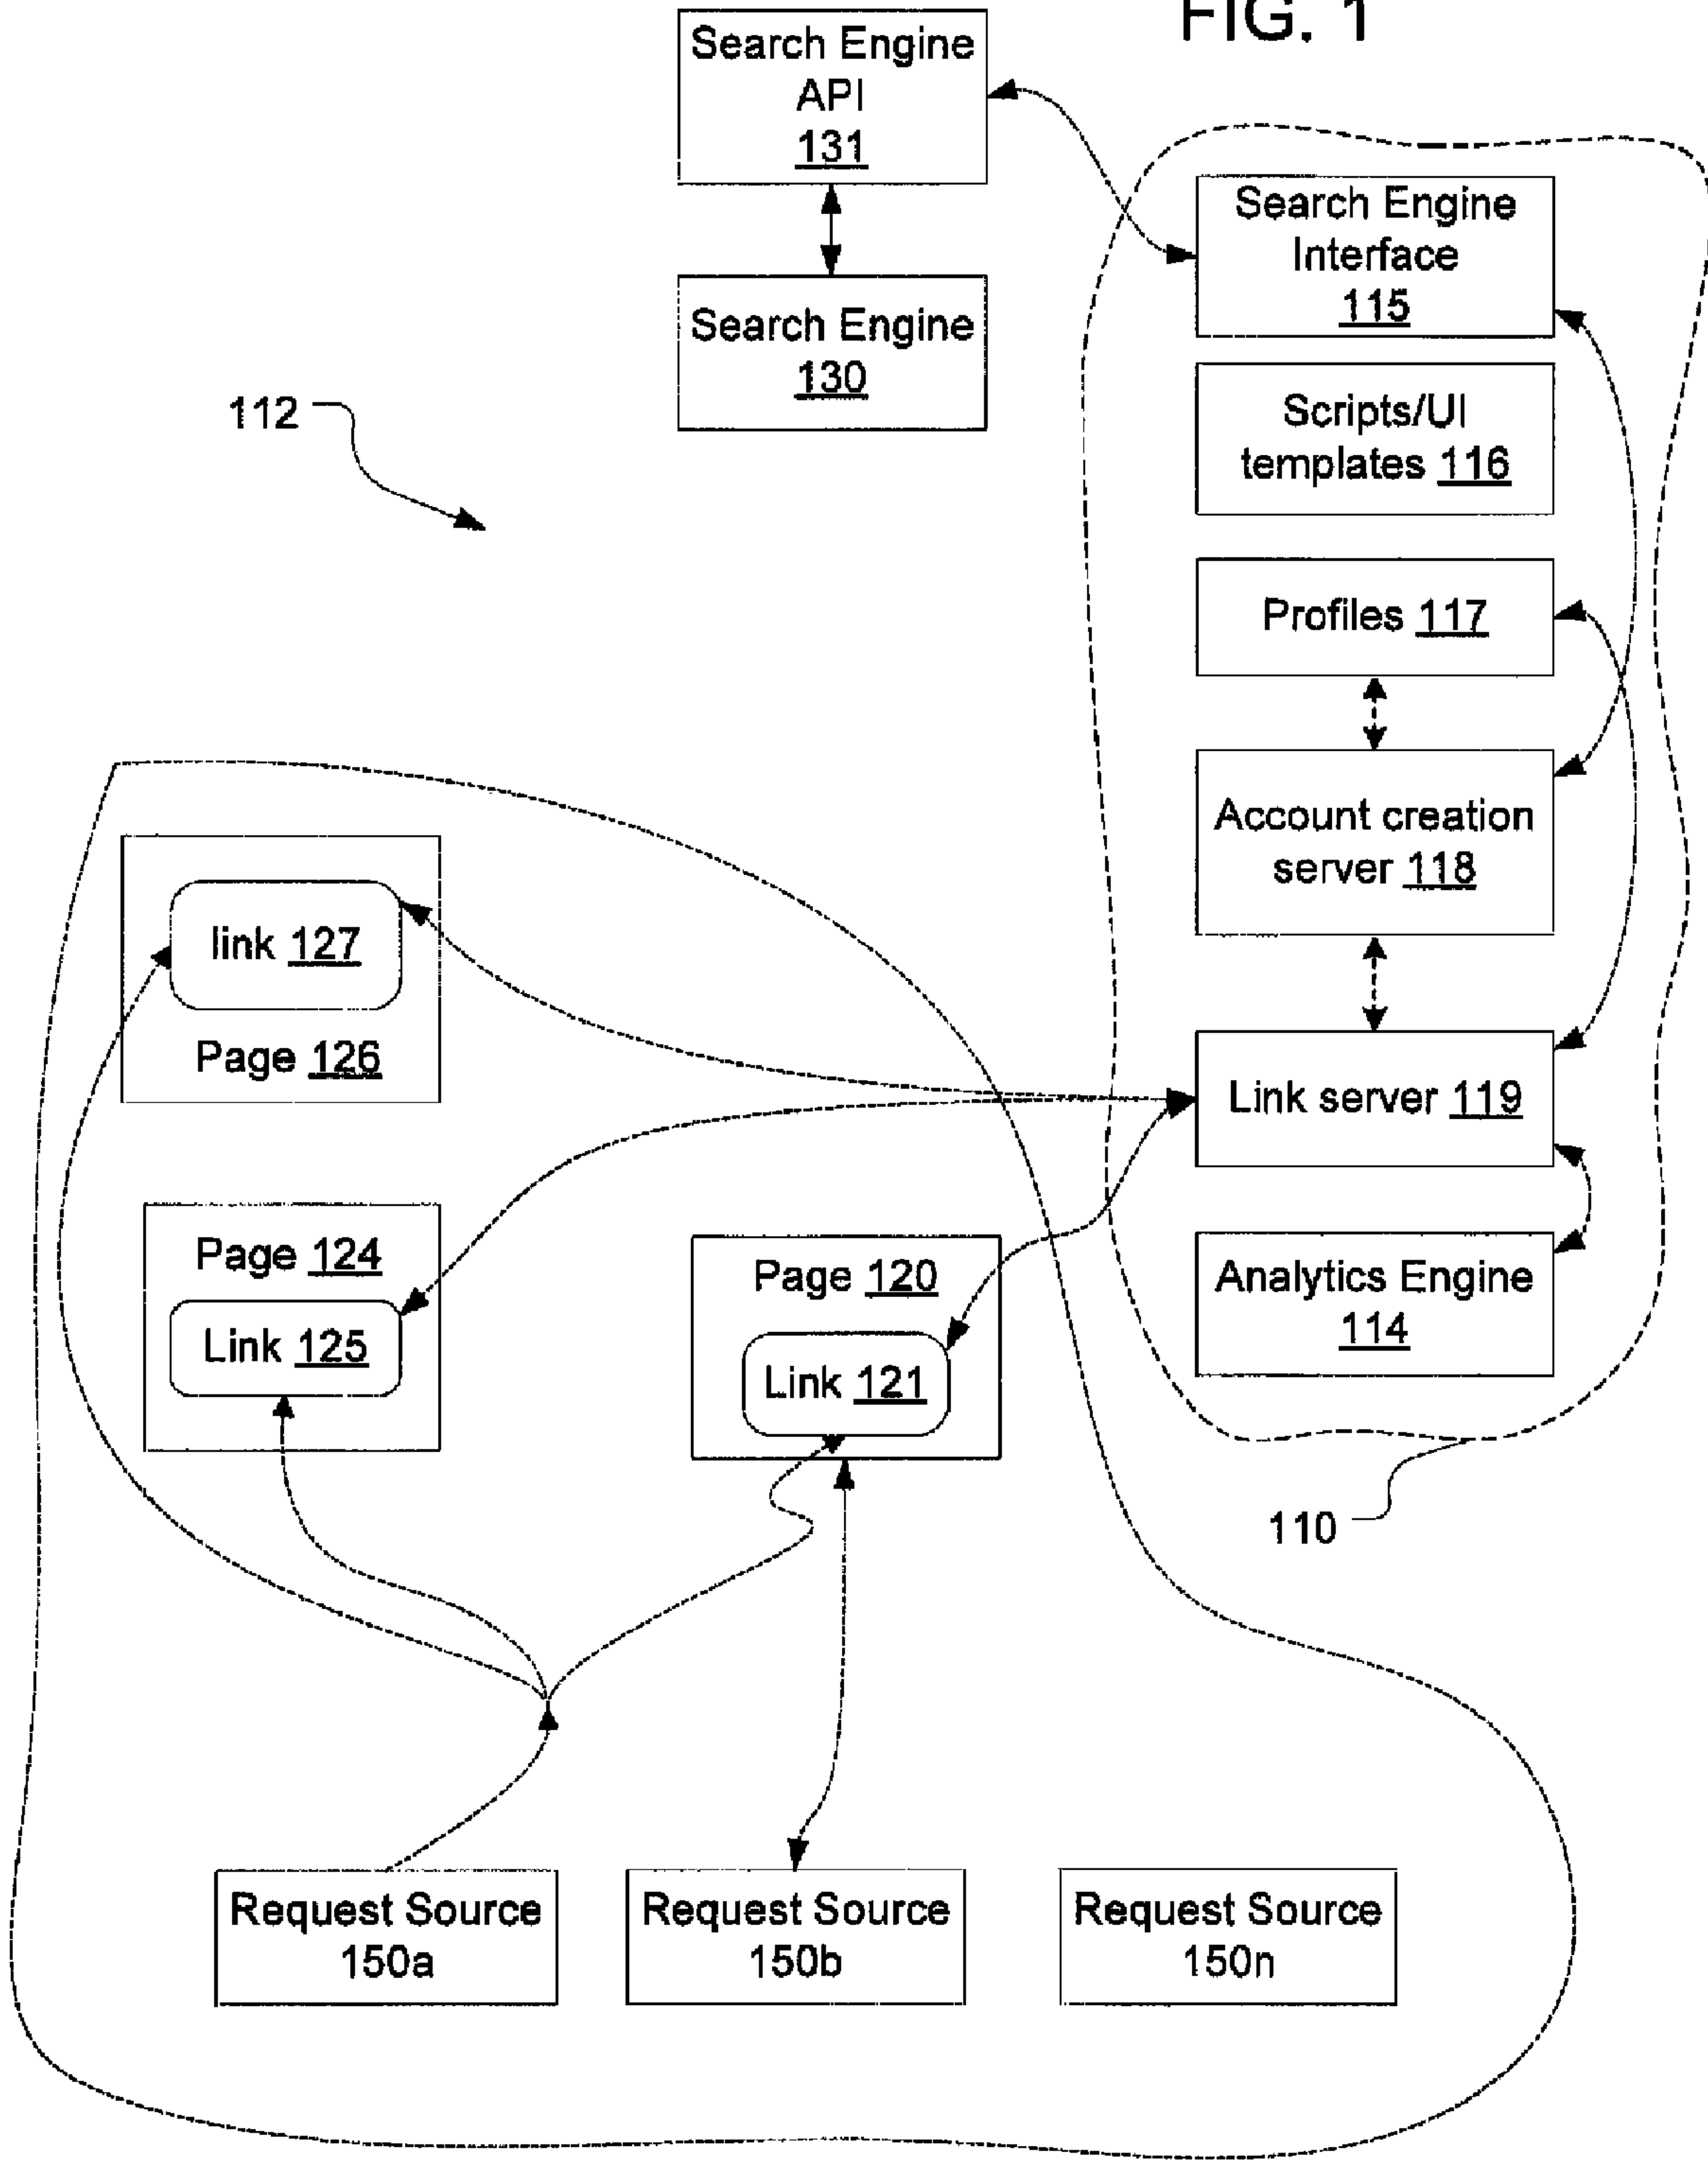 FIG. 1
Search Engine
API
131
Search Engine
Interface
115
Search Engine
130
112
Scripts/UI
templates 116
Profiles 117
Account creation
server 118
link 127
Page 126
Link server 119
Page 124
Link 125
Page 120
Link 121
Analytics Engine
114
110
Request Source
150a
Request Source
150b
Request Source
150n